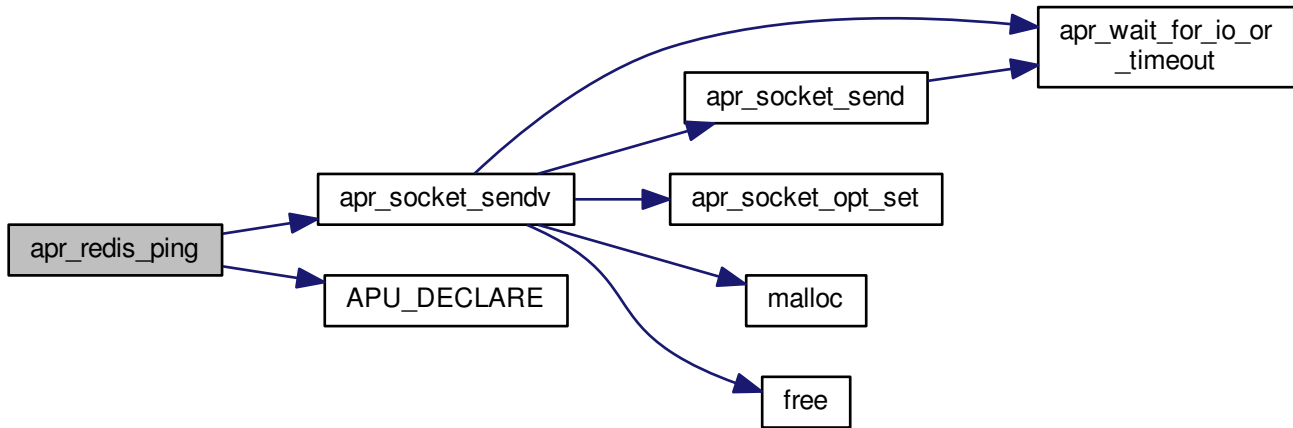 apr_wait_for_io_or
_timeout
apr_socket_send
apr_socket_sendv
apr_socket_opt_set
apr_redis_ping
APU_DECLARE
malloc
free